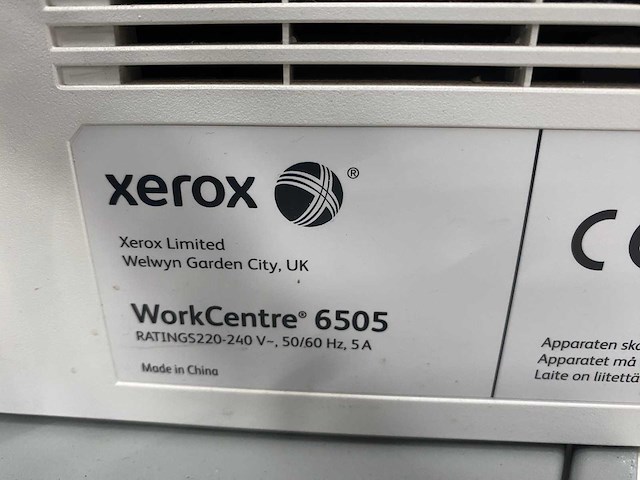 xerox ®
Xerox Limited
Welwyn Garden City, UK
WorkCentre® 6505
RATINGS220-240 V~, 50/60 Hz, 5 A
Made in China
CE
Apparaten
Apparatet må
Laite on liitettä